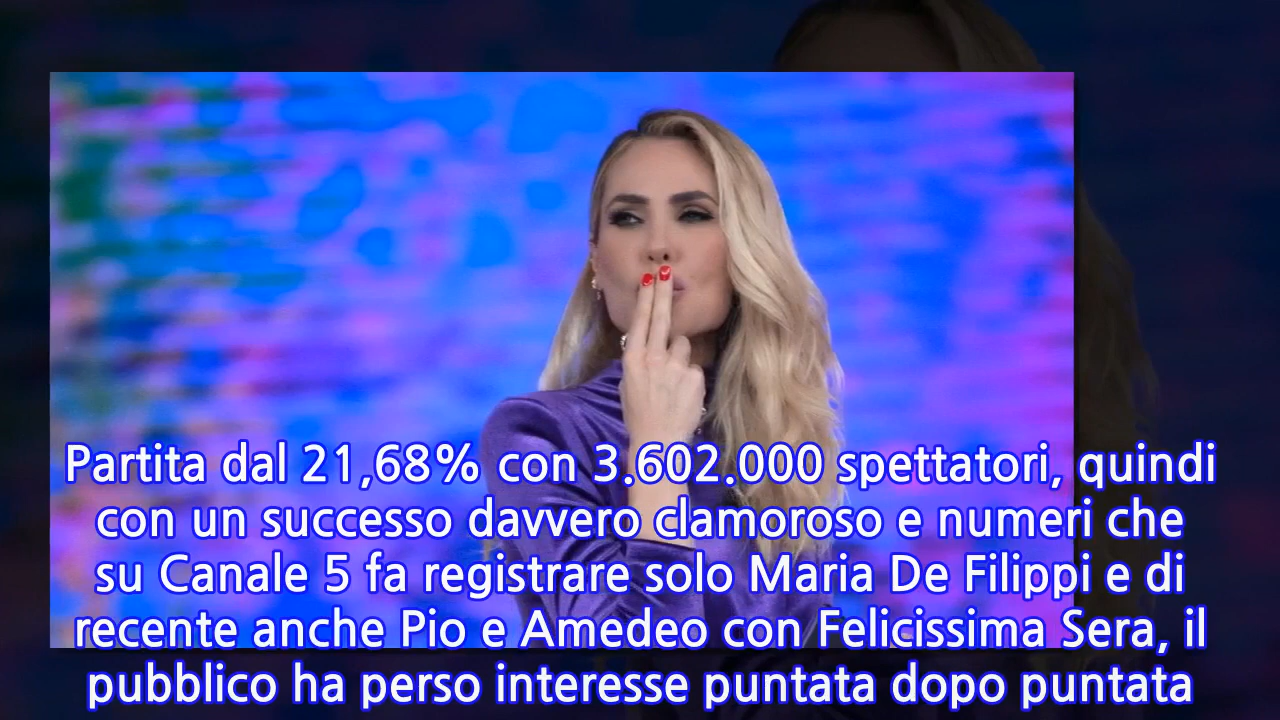 Partita dal 21,68% con 3.602.000 spettatori, quindi
con un successo davvero clamoroso e numeri che
su Canale 5 fa registrare solo Maria De Filippi e di
recente anche Pio e Amedeo con Felicissima Sera, il
pubblico ha perso interesse puntata dopo puntata